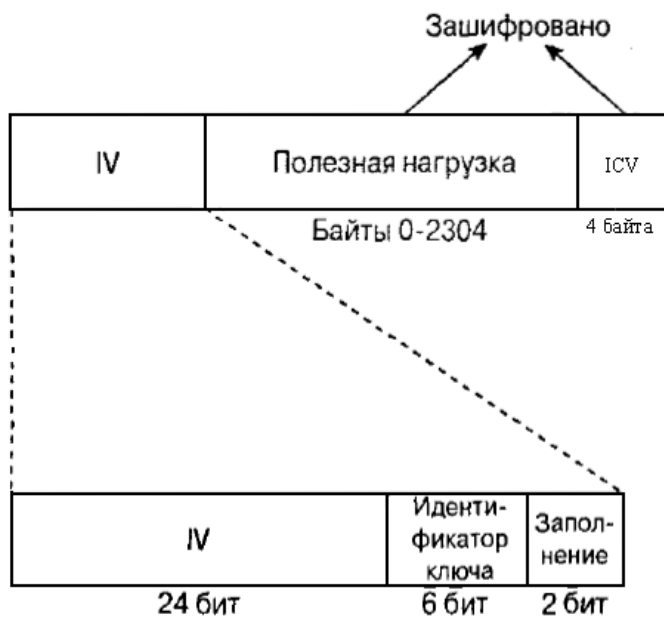 Зашифровано
IV
Полезная нагрузка
ICV
Байты 0-2304
4 байта
IV
Иденти-
фикатор
ключа
Запол-
нение
24 бит
6 бит
2 бит